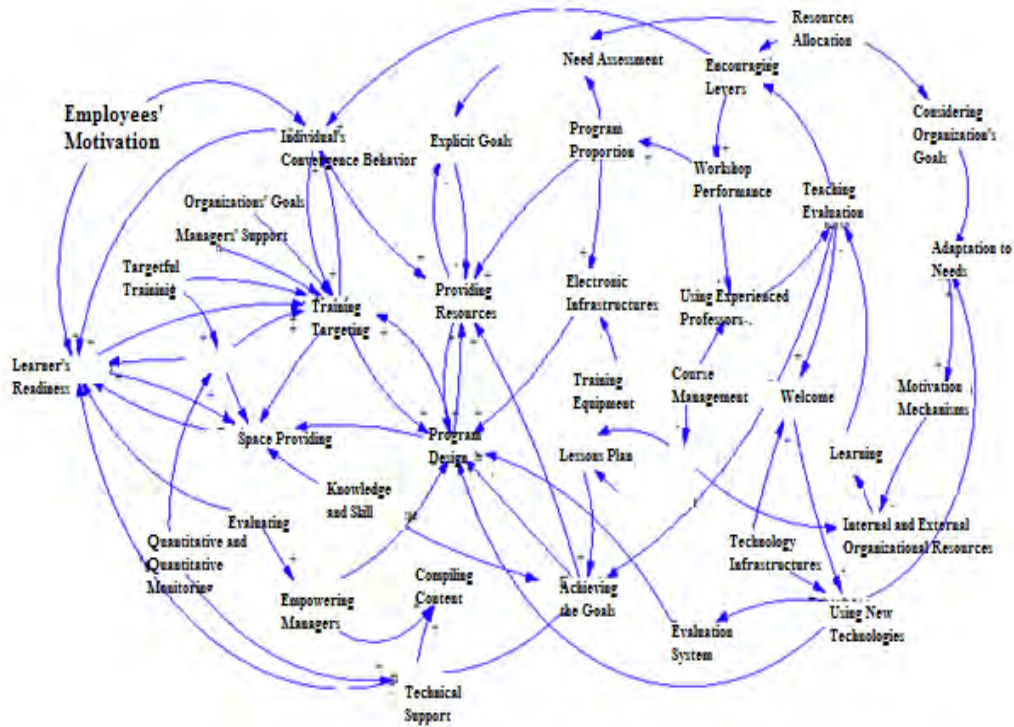 Resources
Allocation
Need Assessment
Encouraging
Levers
Employees'
Motivation
Considering
Organization's
Goals
Individual's
Convergence Behavior
Explicit Goals
Program
Proportion
Workshop
Performance
Teaching
Evaluation
Organizations' Goals
Managers' Support
Targetful
Training
Adaptation to
Needs
Training
Targeting
Providing
Resources
Electronic
Infrastructures
Using Experienced
Professors
Learner's
Readiness
Training
Equipment
Course
Management
Welcome
Motivation
Mechanisms
Space Providing
Program
Design
Lessons Plan
Learning
Knowledge
and Skill
Evaluating
Quantitative and
Quantitative
Monitoring
Internal and External
Organizational Resources
Technology
Infrastructures
Compiling
Content
Empowering
Managers
Achieving
the Goals
Using New
Technologies
Evaluation
System
Technical
Support